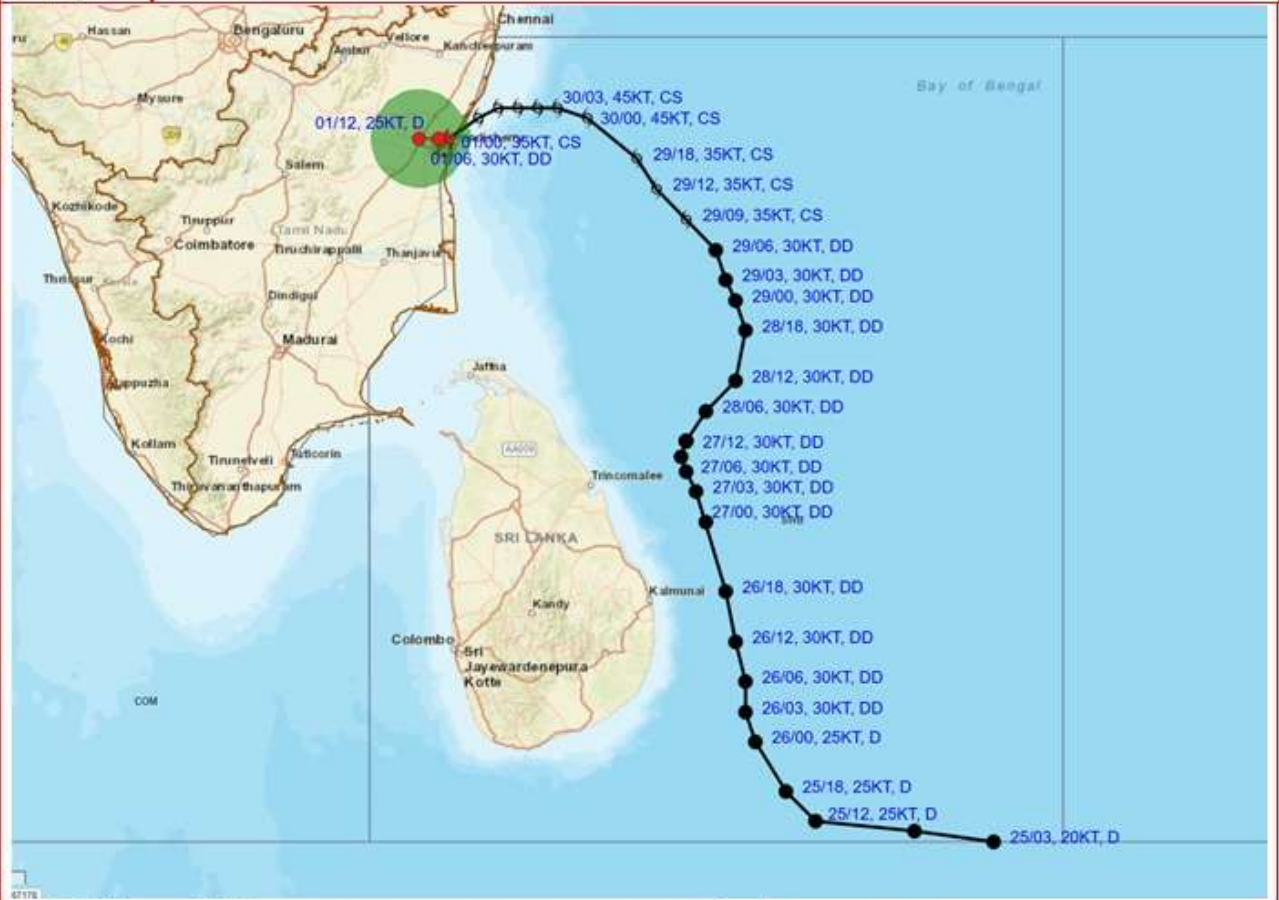 Chennai
Hassan
Bengaluru
Vellore
Ambur
Kancheepuram
Bay of Bengal
Mysure
30/03, 45KT, CS
30/00, 45KT, CS
01/12, 25KT, D
01/00, 35KT, CS
01/06, 30KT, DD
29/18, 35KT, CS
Salem
29/12, 35KT, CS
Kozhikode
29/09, 35KT, CS
Tiruppur
Tamil Nadu
Coimbatore
Tiruchirappalli
Thanjavur
29/06, 30KT, DD
Thrissur
Kerala
29/03, 30KT, DD
Dindigul
29/00, 30KT, DD
28/18, 30KT, DD
Kochi
Madurai
Jaffna
Alappuzha
28/12, 30KT, DD
28/06, 30KT, DD
Kollam
27/12, 30KT, DD
AA009
Tuticorin
Tirunelveli
27/06, 30KT, DD
Trincomalee
Thiruvananthapuram
27/03, 30KT, DD
27/00, 30KT, DD
SRI LANKA
26/18, 30KT, DD
Kalmunai
Kandy
Colombo
26/12, 30KT, DD
Sri
Jayewardenepura
Kotte
26/06, 30KT, DD
COM
26/03, 30KT, DD
26/00, 25KT, D
25/18, 25KT, D
25/12, 25KT, D
25/03, 20KT, D